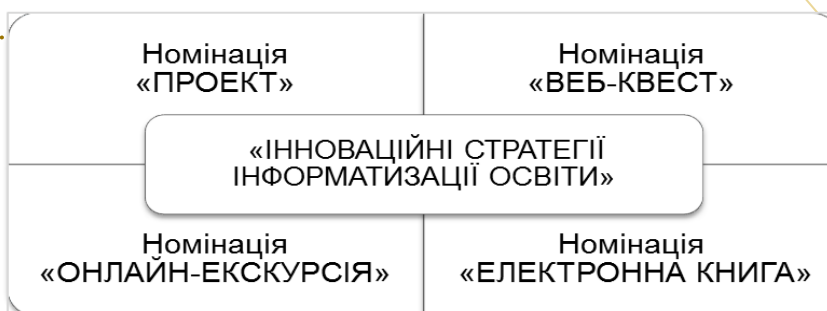 Номінація
«ПРОЕКТ»
Номінація
«ВЕБ-КВЕСТ»
«ІННОВАЦІЙНІ СТРАТЕГІЇ
ІНФОРМАТИЗАЦІЇ ОСВІТИ»
Номінація
«ОНЛАЙН-ЕКСКУРСІЯ»
Номінація
«ЕЛЕКТРОННА КНИГА»